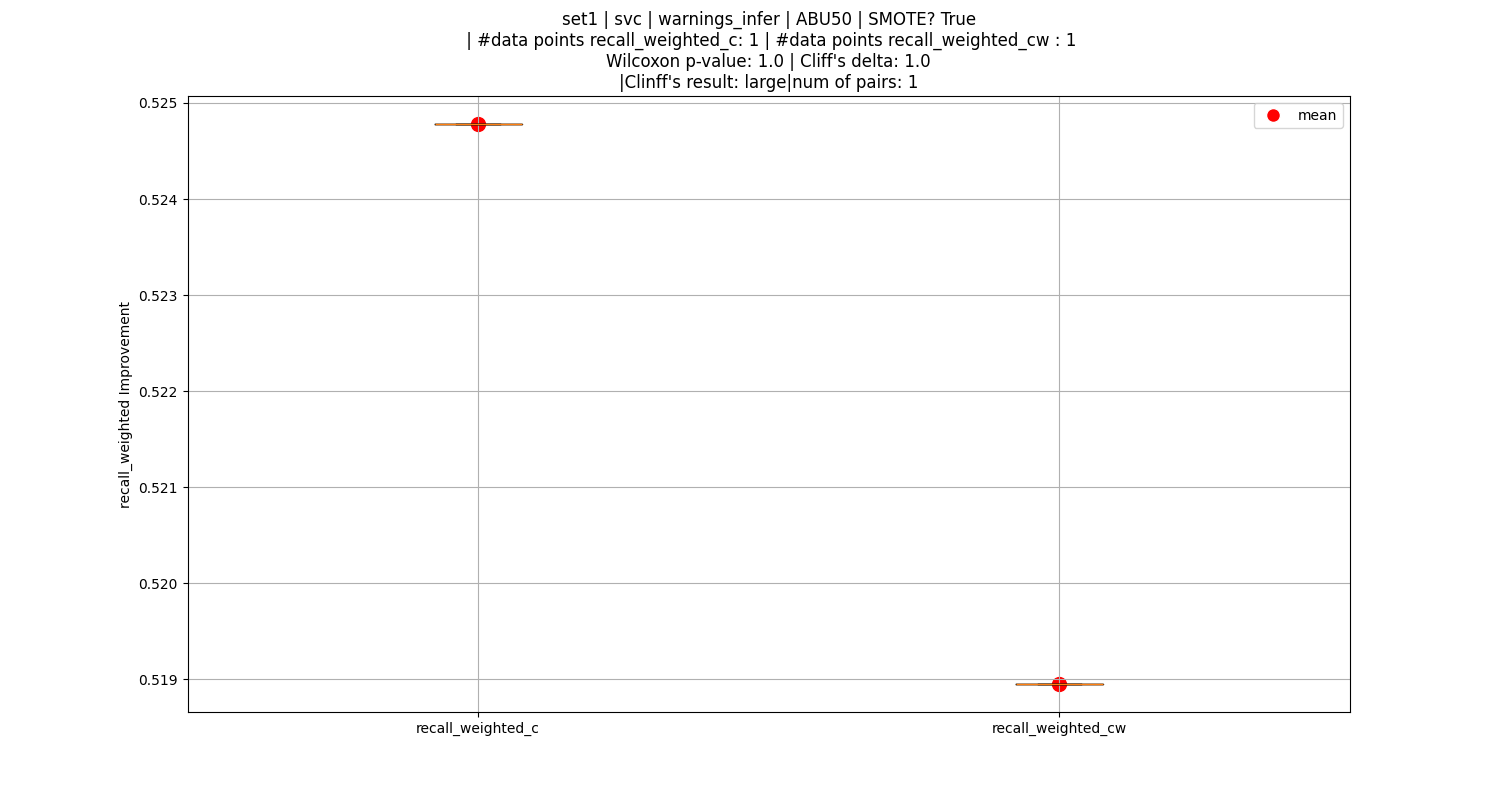 set1 | svc | warnings_infer | ABU50 | SMOTE? True
| #data points recall_weighted_c: 1 | #data points recall_weighted_cw : 1
Wilcoxon p-value: 1.0 | Cliff's delta: 1.0
|Clinff's result: large|num of pairs: 1
mean
0.525
0.524
0.523
0.522
0.521
0.520
0.519
recall_weighted Improvement
recall_weighted_c
recall_weighted_cw